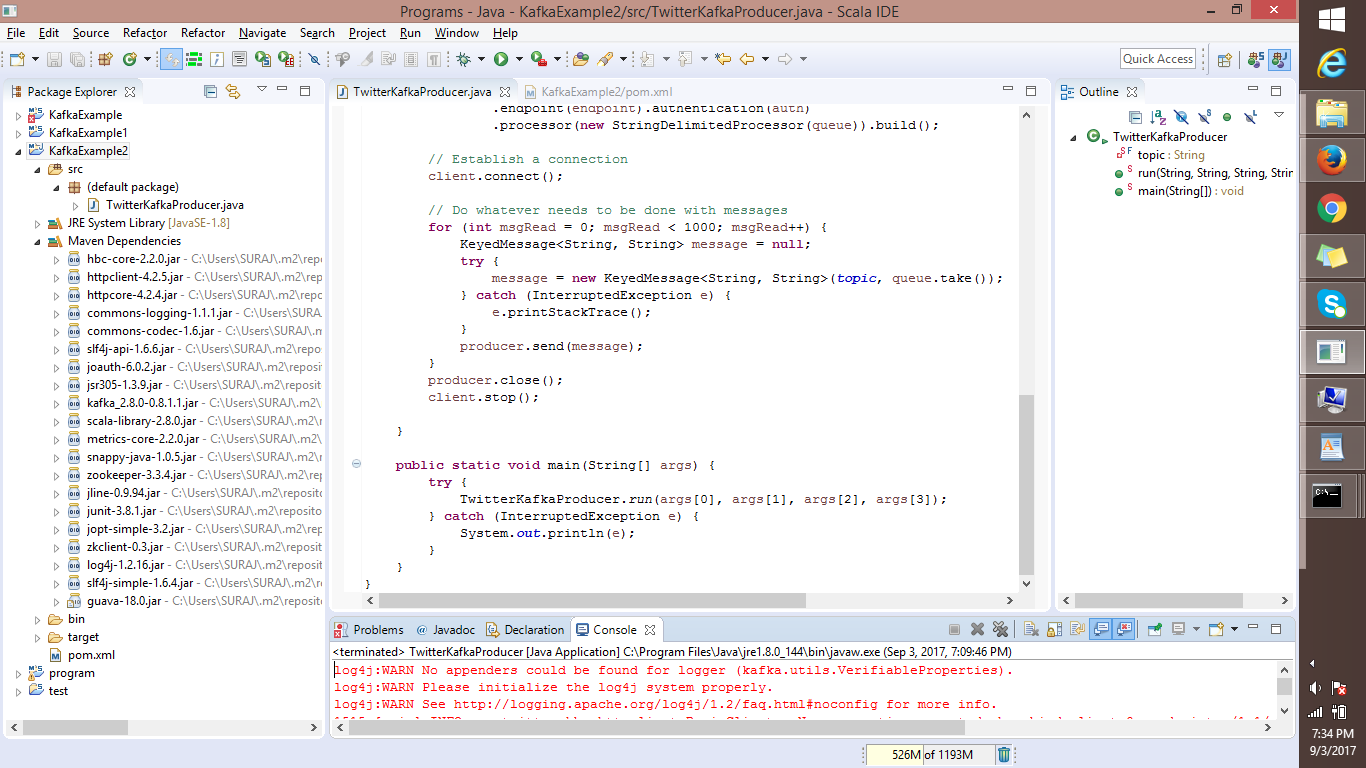 Programs - Java - KafkaExample2/src/TwitterKafkaProducer.java - Scala IDE
File Edit Source Refactor Refactor Navigate Search Project Run Window Help
Quick Access
Package Explorer
KafkaExample
KafkaExample1
KafkaExample2
src
(default package)
TwitterKafkaProducer.java
JRE System Library [JavaSE-1.8]
Maven Dependencies
hbc-core-2.2.0.jar - C:\Users\SURAJ\.m2\repo
httpclient-4.2.5.jar - C:\Users\SURAJ\.m2\rep
httpcore-4.2.4.jar - C:\Users\SURAJ\.m2\repo
commons-logging-1.1.1.jar - C:\Users\SURA
commons-codec-1.6.jar - C:\Users\SURAJ\.m
slf4j-api-1.6.6.jar - C:\Users\SURAJ\.m2\repo
joauth-6.0.2.jar - C:\Users\SURAJ\.m2\reposit
jsr305-1.3.9.jar - C:\Users\SURAJ\.m2\reposit
kafka_2.8.0-0.8.1.1.jar - C:\Users\SURAJ\.m2\
scala-library-2.8.0.jar - C:\Users\SURAJ\.m2\
metrics-core-2.2.0.jar - C:\Users\SURAJ\.m2\
snappy-java-1.0.5.jar - C:\Users\SURAJ\.m2\
zookeeper-3.3.4.jar - C:\Users\SURAJ\.m2\re
jline-0.9.94.jar - C:\Users\SURAJ\.m2\reposito
junit-3.8.1.jar - C:\Users\SURAJ\.m2\reposito
jopt-simple-3.2.jar - C:\Users\SURAJ\.m2\rep
zkclient-0.3.jar - C:\Users\SURAJ\.m2\reposit
log4j-1.2.16.jar - C:\Users\SURAJ\.m2\reposit
slf4j-simple-1.6.4.jar - C:\Users\SURAJ\.m2\r
guava-18.0.jar - C:\Users\SURAJ\.m2\reposit
bin
target
pom.xml
program
test
TwitterKafkaProducer.java
KafkaExample2/pom.xml
.endpoint(endpoint).authentication(auth)
.processor(new StringDelimitedProcessor(queue)).build();
// Establish a connection
client.connect();
// Do whatever needs to be done with messages
for (int msgRead = 0; msgRead < 1000; msgRead++) {
KeyedMessage<String, String> message = null;
try {
message = new KeyedMessage<String, String>(topic, queue.take());
} catch (InterruptedException e) {
e.printStackTrace();
}
producer.send(message);
}
producer.close();
client.stop();
}
public static void main(String[] args) {
try {
TwitterKafkaProducer.run(args[0], args[1], args[2], args[3]);
} catch (InterruptedException e) {
System.out.println(e);
}
}
}
Outline
TwitterKafkaProducer
topic : String
run(String, String, String, Strin
main(String[]) : void
Problems Javadoc Declaration Console
<terminated> TwitterKafkaProducer [Java Application] C:\Program Files\Java\jre1.8.0_144\bin\javaw.exe (Sep 3, 2017, 7:09:46 PM)
log4j:WARN No appenders could be found for logger (kafka.utils.VerifiableProperties).
log4j:WARN Please initialize the log4j system properly.
log4j:WARN See http://logging.apache.org/log4j/1.2/faq.html#noconfig for more info.
526M of 1193M
7:34 PM
9/3/2017